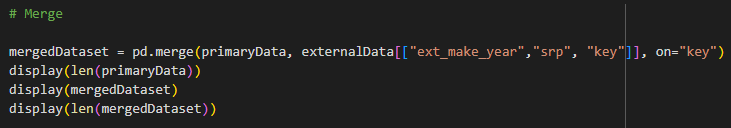 # Merge
mergedDataset = pd.merge(primaryData, externalData[["ext_make_year","srp", "key"]], on="key")
display(len(primaryData))
display(mergedDataset)
display(len(mergedDataset))